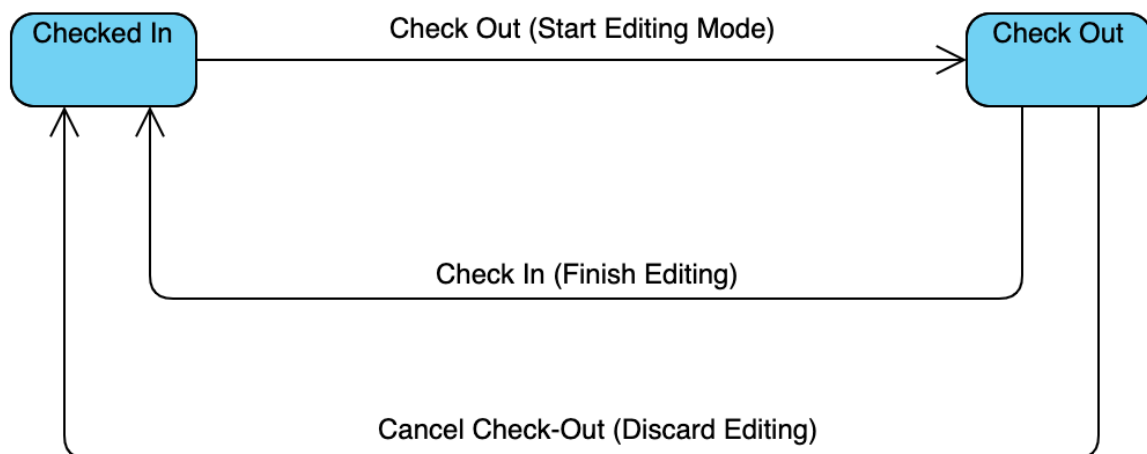 Checked In
Check Out (Start Editing Mode)
Check Out
Check In (Finish Editing)
Cancel Check-Out (Discard Editing)